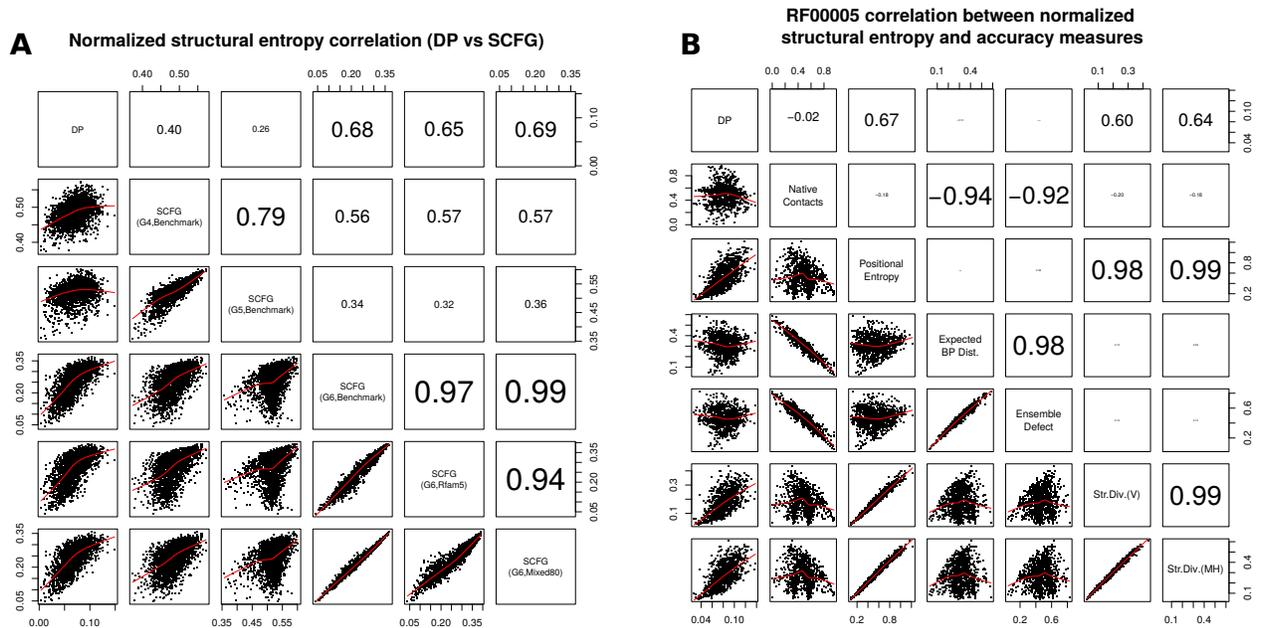 A
Normalized structural entropy correlation (DP vs SCFG)
0.40 0.50
0.05 0.20 0.35
0.05 0.20 0.35
DP
0.40
0.26
0.68
0.65
0.69
0.00 0.10
0.40 0.50
SCFG
(G4,Benchmark)
0.79
0.56
0.57
0.57
SCFG
(G5,Benchmark)
0.34
0.32
0.36
0.35 0.45 0.55
0.05 0.20 0.35
SCFG
(G6,Benchmark)
0.97
0.99
SCFG
(G6,Rfam5)
0.94
0.05 0.20 0.35
0.05 0.20 0.35
SCFG
(G6,Mixed80)
0.00 0.10
0.35 0.45 0.55
0.05 0.20 0.35
B
RF00005 correlation between normalized
structural entropy and accuracy measures
0.0 0.4 0.8
0.1 0.4
0.1 0.3
DP
−0.02
0.67
0.60
0.64
0.04 0.10
0.0 0.4 0.8
Native
Contacts
−0.18
−0.94
−0.92
−0.20
−0.18
Positional
Entropy
0.98
0.99
0.2 0.8
0.1 0.4
Expected
BP Dist.
0.98
Ensemble
Defect
0.2 0.6
0.1 0.3
Str.Div.(V)
0.99
Str.Div.(MH)
0.1 0.4
0.04 0.10
0.2 0.8
0.2 0.6
0.1 0.4